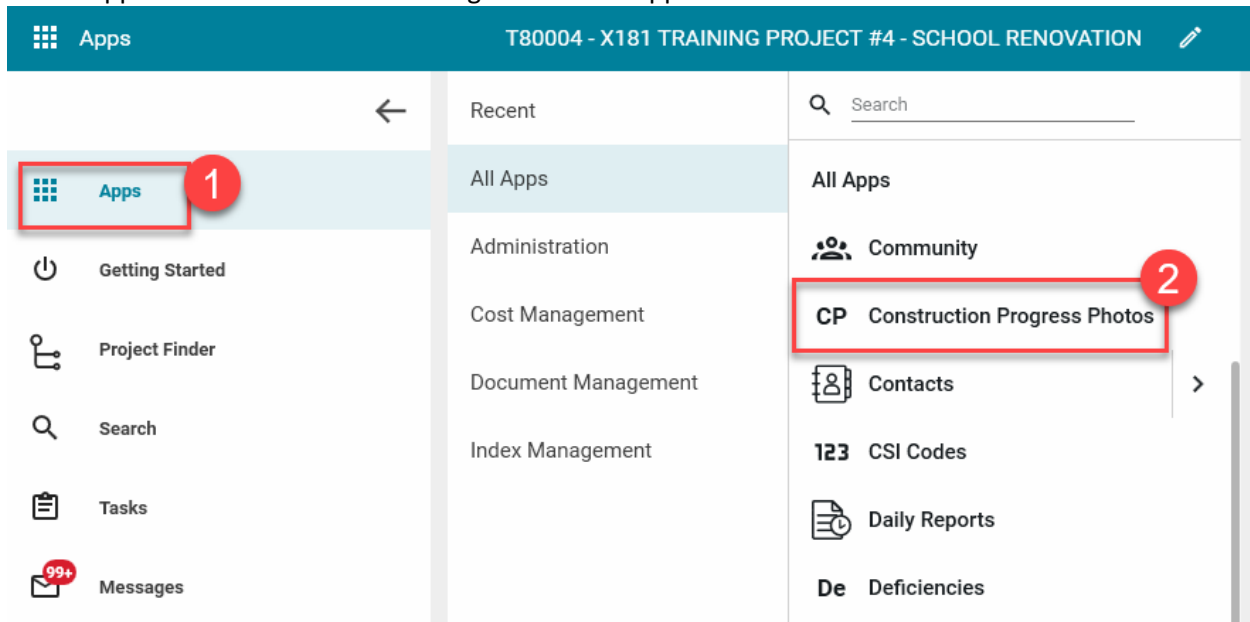 Apps
T80004 - X181 TRAINING PROJECT #4 - SCHOOL RENOVATION
Apps
1
Getting Started
Project Finder
Search
Tasks
99+
Messages
Recent
All Apps
Administration
Cost Management
Document Management
Index Management
Search
All Apps
Community
2
CP Construction Progress Photos
Contacts
123 CSI Codes
Daily Reports
De Deficiencies